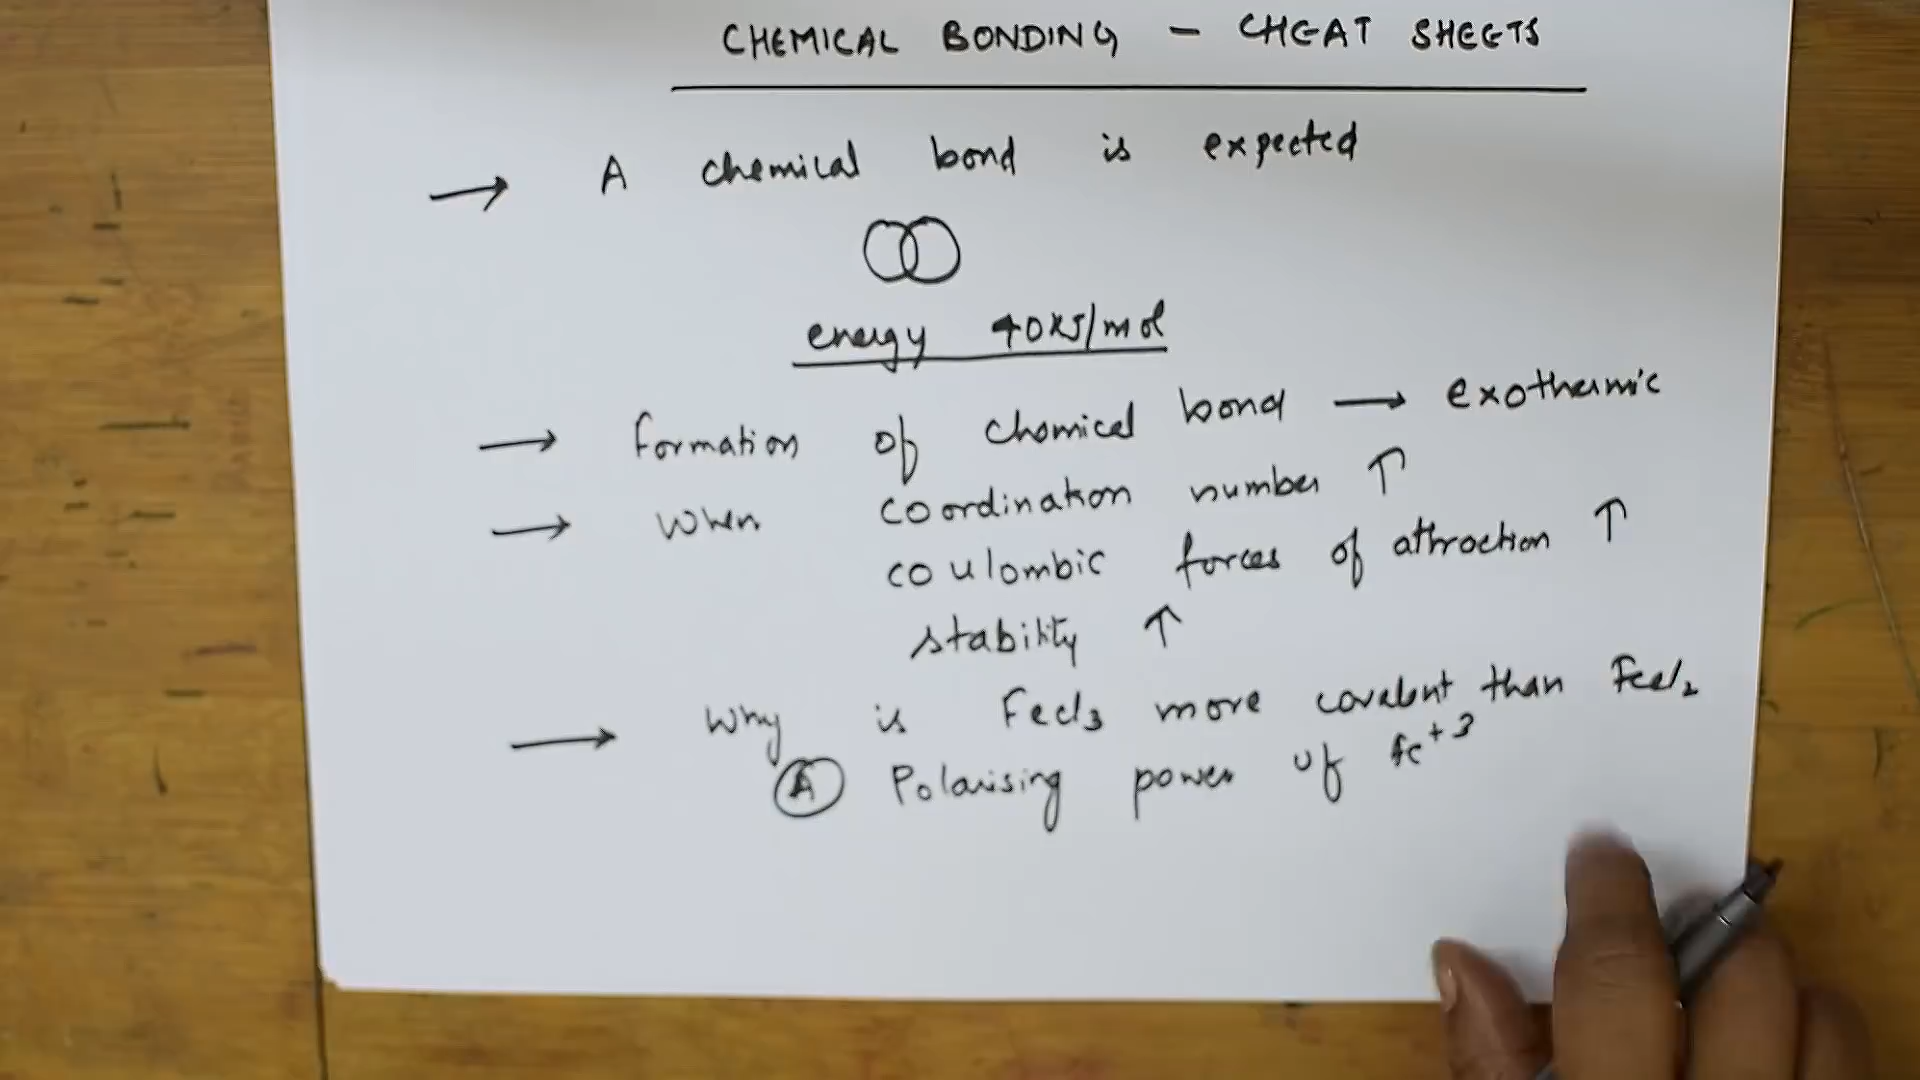 CHEMICAL BONDING - CHEAT SHEETS
→ A chemical bond is expected
energy 40KJ/mol
→ Formation of chemical bond → exothermic
→ When coordination number ↑
coulombic forces of attraction ↑
stability ↑
→ Why is FeCl3 more covalent than FeCl2
A Polarising power of Fe+3